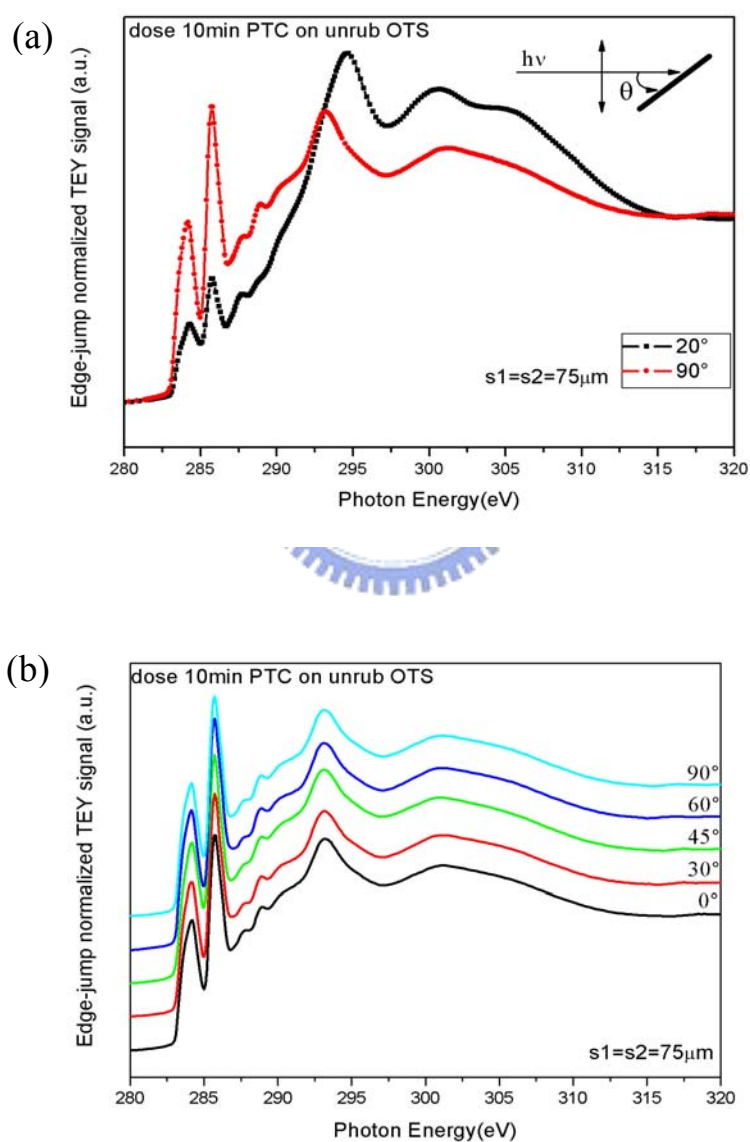 (a)
dose 10min PTC on unrub OTS
hν
θ
Edge-jump normalized TEY signal (a.u.)
20°
90°
s1=s2=75μm
280 285 290 295 300 305 310 315 320
Photon Energy(eV)
(b)
dose 10min PTC on unrub OTS
Edge-jump normalized TEY signal (a.u.)
90°
60°
45°
30°
0°
s1=s2=75μm
280 285 290 295 300 305 310 315 320
Photon Energy(eV)